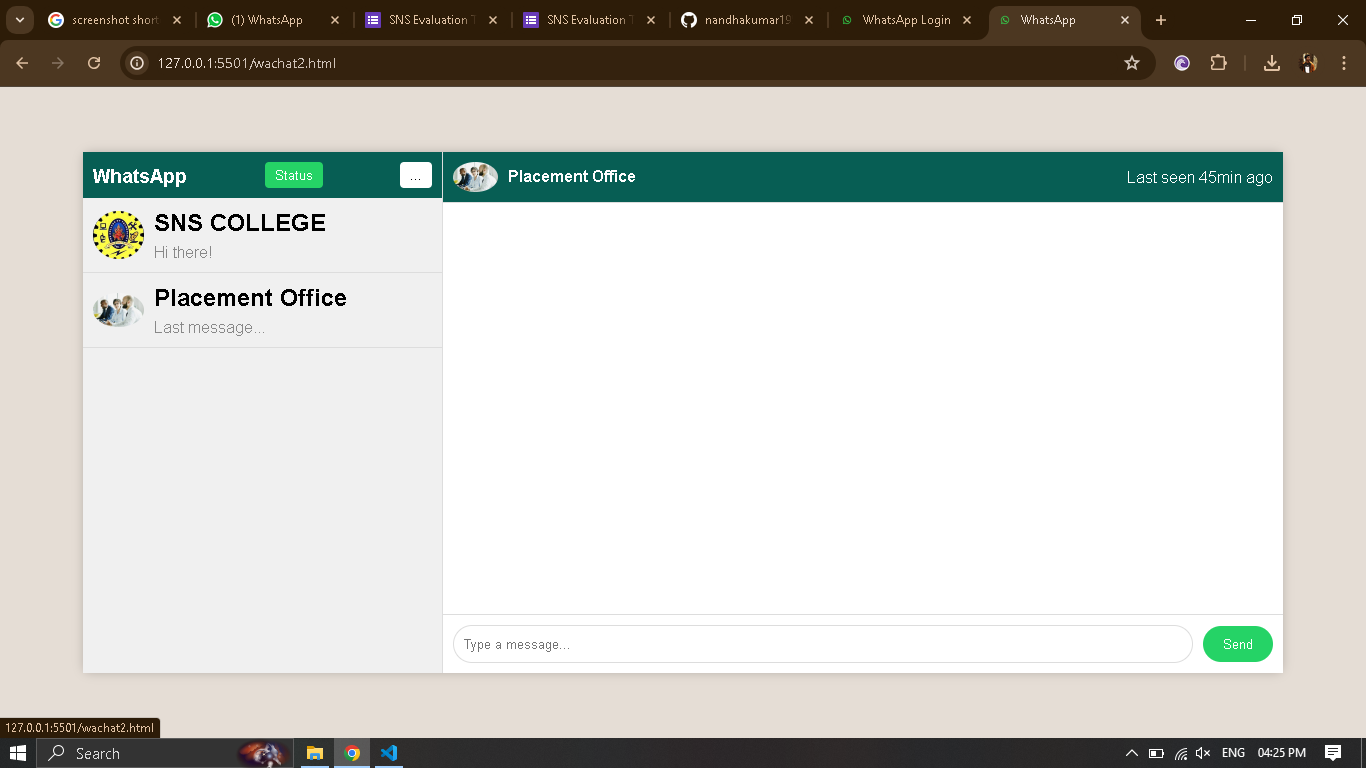 screenshot short
(1) WhatsApp
SNS Evaluation T
SNS Evaluation T
nandhakumar19
WhatsApp Login
WhatsApp
127.0.0.1:5501/wachat2.html
WhatsApp
Status
...
Placement Office
Last seen 45min ago
SNS COLLEGE
Hi there!
Placement Office
Last message...
Type a message...
Send
127.0.0.1:5501/wachat2.html
Search
ENG
04:25 PM